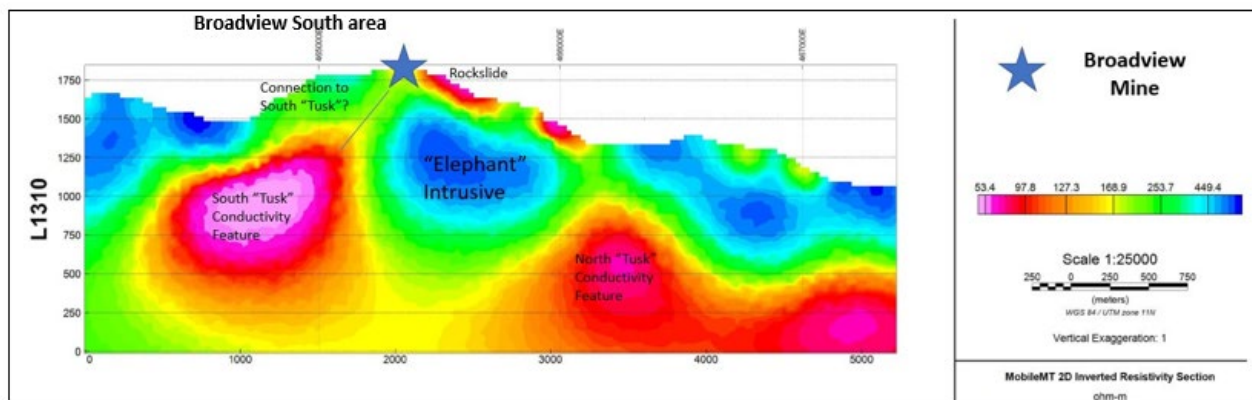 Broadview South area
465000E
466000E
467000E
Rockslide
Connection to
South "Tusk"?
"Elephant"
Intrusive
South "Tusk"
Conductivity
Feature
North "Tusk"
Conductivity
Feature
L1310
1750
1500
1250
1000
750
500
250
0
0
1000
2000
3000
4000
5000
Broadview
Mine
53.4 97.8 127.3 168.9 253.7 449.4
Scale 1:25000
250 0 250 500 750
(meters)
WGS 84 / UTM zone 11N
Vertical Exaggeration: 1
MobileMT 2D Inverted Resistivity Section
ohm-m